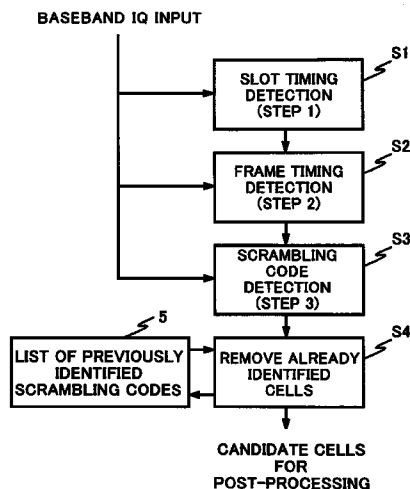 BASEBAND IQ INPUT
S1
SLOT TIMING
DETECTION
(STEP 1)
S2
FRAME TIMING
DETECTION
(STEP 2)
S3
SCRAMBLING
CODE
DETECTION
(STEP 3)
5
LIST OF PREVIOUSLY
IDENTIFIED
SCRAMBLING CODES
S4
REMOVE ALREADY
IDENTIFIED
CELLS
CANDIDATE CELLS
FOR
POST-PROCESSING